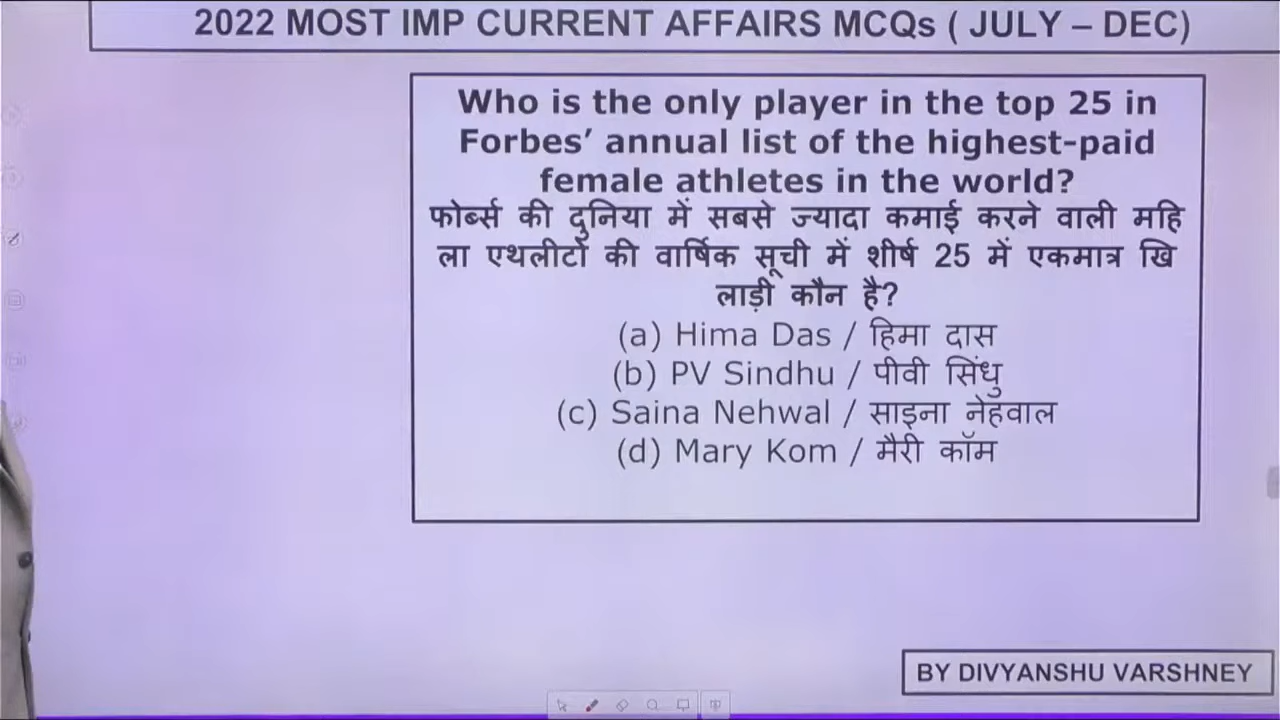 2022 MOST IMP CURRENT AFFAIRS MCQs ( JULY – DEC)
Who is the only player in the top 25 in
Forbes’ annual list of the highest-paid
female athletes in the world?
फोर्ब्स की दुनिया में सबसे ज्यादा कमाई करने वाली महि
ला एथलीटों की वार्षिक सूची में शीर्ष 25 में एकमात्र खि
लाड़ी कौन है?
(a) Hima Das / हिमा दास
(b) PV Sindhu / पीवी सिंधु
(c) Saina Nehwal / साइना नेहवाल
(d) Mary Kom / मैरी कॉम
BY DIVYANSHU VARSHNEY